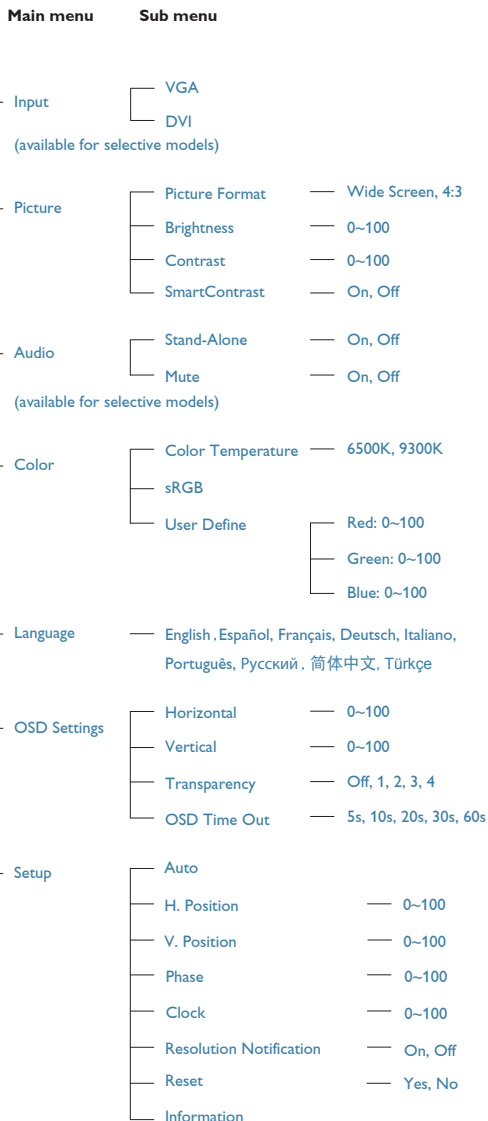 Main menu Sub menu
VGA
Input
DVI
(available for selective models)
Picture Format Wide Screen, 4:3
Picture
Brightness 0~100
Contrast 0~100
SmartContrast On, Off
Stand-Alone On, Off
Audio
Mute On, Off
(available for selective models)
Color Temperature 6500K, 9300K
Color
sRGB
User Define Red: 0~100
Green: 0~100
Blue: 0~100
Language English , Español, Français, Deutsch, Italiano,
Português, Русский , 简体中文, Türkçe
Horizontal 0~100
OSD Settings
Vertical 0~100
Transparency Off, 1, 2, 3, 4
OSD Time Out 5s, 10s, 20s, 30s, 60s
Auto
Setup
H. Position 0~100
V. Position 0~100
Phase 0~100
Clock 0~100
Resolution Notification On, Off
Reset Yes, No
Information